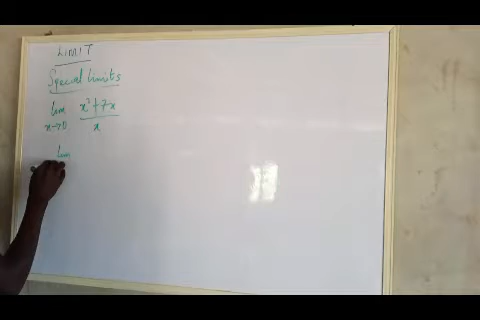 LIMIT
Special Limits
lim x→0 x² + 7x / x
lim